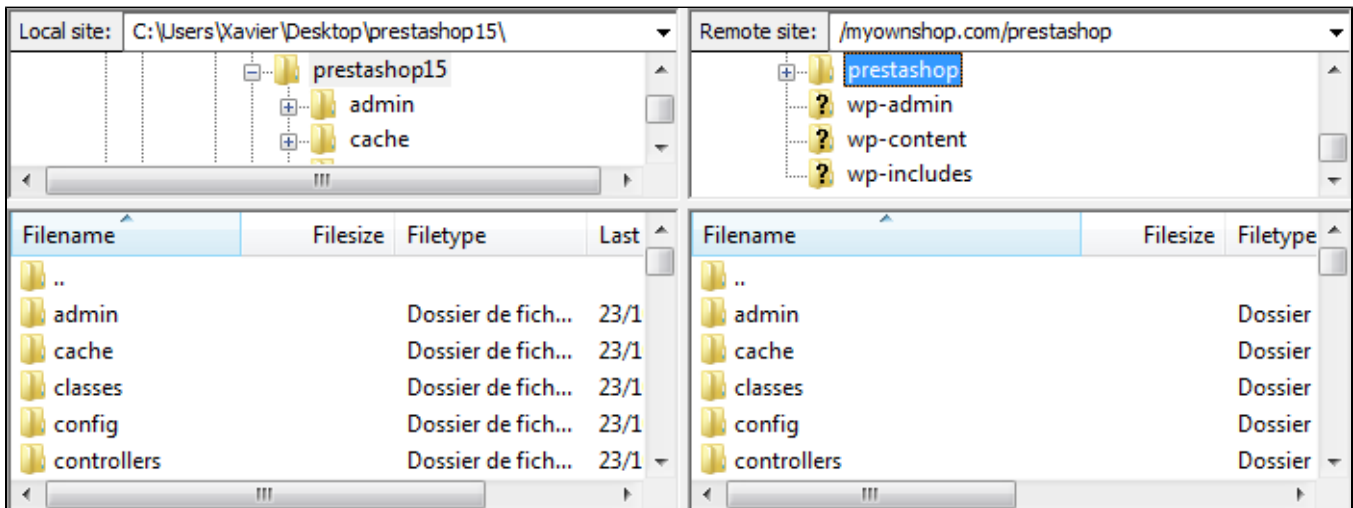 Local site: C:\Users\Xavier\Desktop\prestashop15\
prestashop15
admin
cache
Filename Filesize Filetype Last
..
admin Dossier de fich... 23/1
cache Dossier de fich... 23/1
classes Dossier de fich... 23/1
config Dossier de fich... 23/1
controllers Dossier de fich... 23/1
Remote site: /myownshop.com/prestashop
prestashop
? wp-admin
? wp-content
? wp-includes
Filename Filesize Filetype
..
admin Dossier
cache Dossier
classes Dossier
config Dossier
controllers Dossier